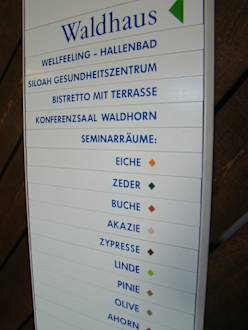 Waldhaus
WELLFEELING - HALLENBAD
SILOAH GESUNDHEITSZENTRUM
BISTRETTO MIT TERRASSE
KONFERENZSAAL WALDHORN
SEMINARRÄUME:
EICHE
ZEDER
BUCHE
AKAZIE
ZYPRESSE
LINDE
PINIE
OLIVE
AHORN